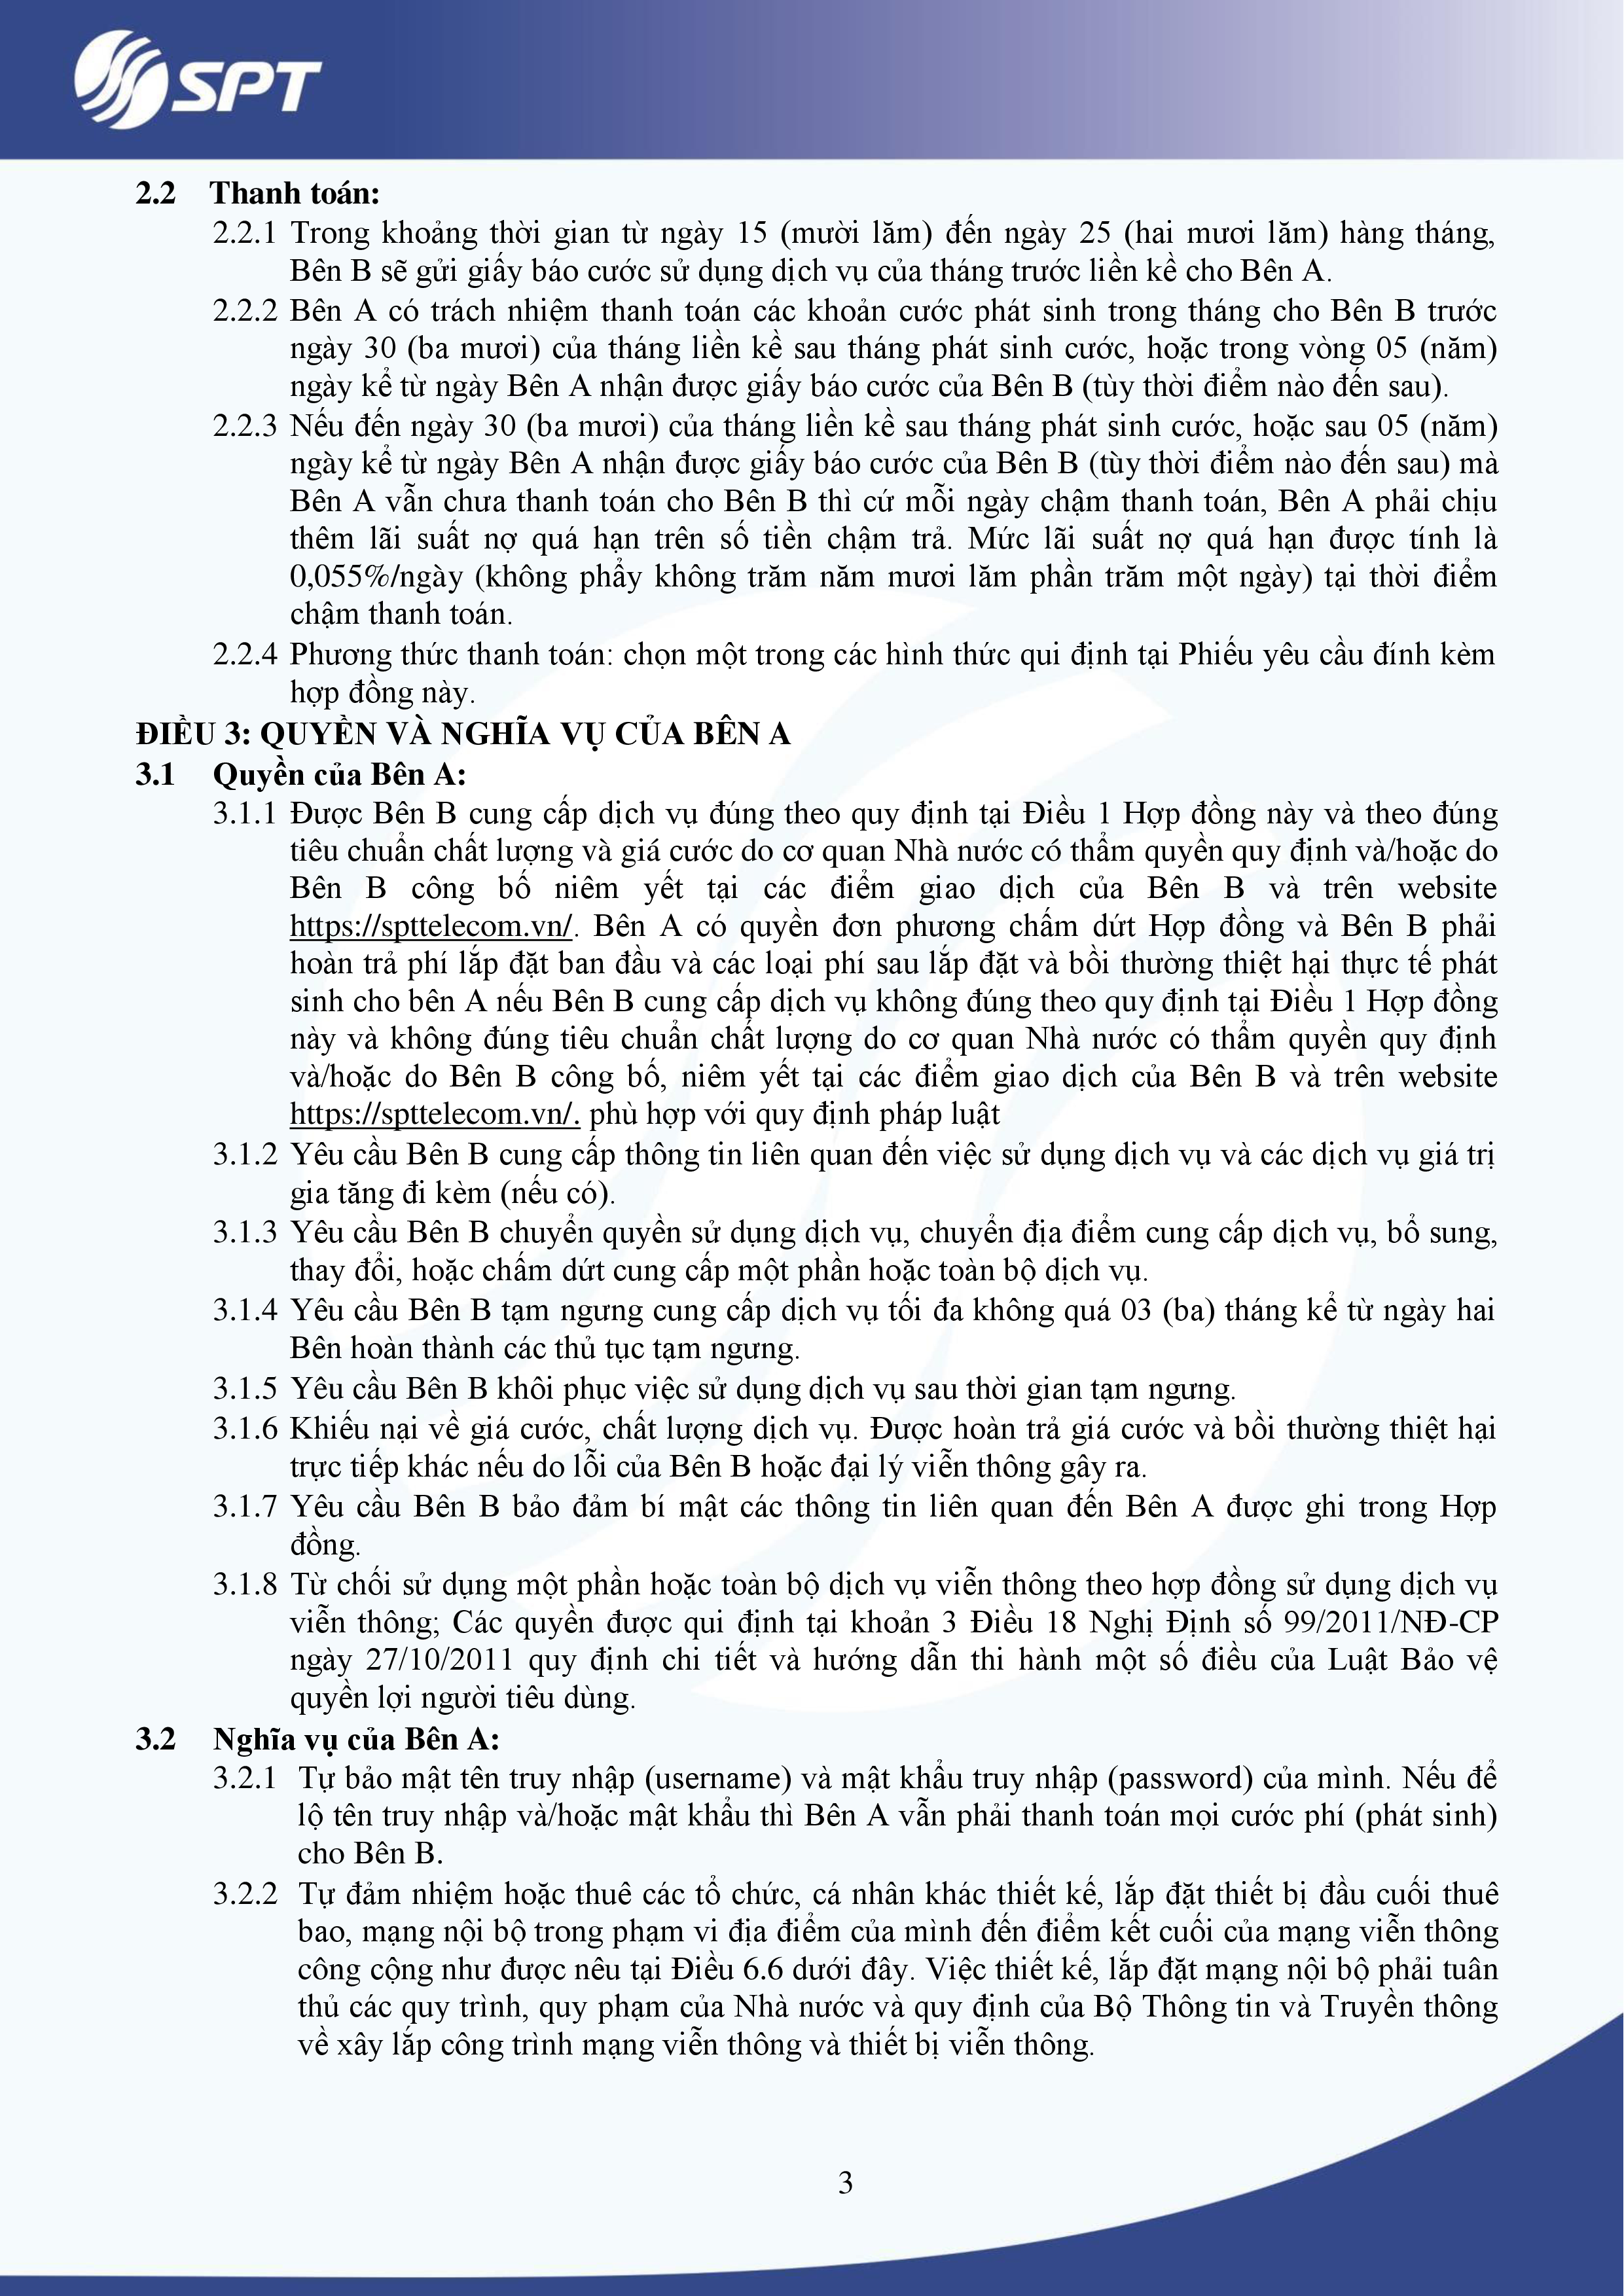 SPT
2.2 Thanh toán:
2.2.1 Trong khoảng thời gian từ ngày 15 (mười lăm) đến ngày 25 (hai mươi lăm) hàng tháng,
Bên B sẽ gửi giấy báo cước sử dụng dịch vụ của tháng trước liền kề cho Bên A.
2.2.2 Bên A có trách nhiệm thanh toán các khoản cước phát sinh trong tháng cho Bên B trước
ngày 30 (ba mươi) của tháng liền kề sau tháng phát sinh cước, hoặc trong vòng 05 (năm)
ngày kể từ ngày Bên A nhận được giấy báo cước của Bên B (tùy thời điểm nào đến sau).
2.2.3 Nếu đến ngày 30 (ba mươi) của tháng liền kề sau tháng phát sinh cước, hoặc sau 05 (năm)
ngày kể từ ngày Bên A nhận được giấy báo cước của Bên B (tùy thời điểm nào đến sau) mà
Bên A vẫn chưa thanh toán cho Bên B thì cứ mỗi ngày chậm thanh toán, Bên A phải chịu
thêm lãi suất nợ quá hạn trên số tiền chậm trả. Mức lãi suất nợ quá hạn được tính là
0,055%/ngày (không phẩy không trăm năm mươi lăm phần trăm một ngày) tại thời điểm
chậm thanh toán.
2.2.4 Phương thức thanh toán: chọn một trong các hình thức qui định tại Phiếu yêu cầu đính kèm
hợp đồng này.
ĐIỀU 3: QUYỀN VÀ NGHĨA VỤ CỦA BÊN A
3.1 Quyền của Bên A:
3.1.1 Được Bên B cung cấp dịch vụ đúng theo quy định tại Điều 1 Hợp đồng này và theo đúng
tiêu chuẩn chất lượng và giá cước do cơ quan Nhà nước có thẩm quyền quy định và/hoặc do
Bên B công bố niêm yết tại các điểm giao dịch của Bên B và trên website
https://spttelecom.vn/. Bên A có quyền đơn phương chấm dứt Hợp đồng và Bên B phải
hoàn trả phí lắp đặt ban đầu và các loại phí sau lắp đặt và bồi thường thiệt hại thực tế phát
sinh cho bên A nếu Bên B cung cấp dịch vụ không đúng theo quy định tại Điều 1 Hợp đồng
này và không đúng tiêu chuẩn chất lượng do cơ quan Nhà nước có thẩm quyền quy định
và/hoặc do Bên B công bố, niêm yết tại các điểm giao dịch của Bên B và trên website
https://spttelecom.vn/. phù hợp với quy định pháp luật
3.1.2 Yêu cầu Bên B cung cấp thông tin liên quan đến việc sử dụng dịch vụ và các dịch vụ giá trị
gia tăng đi kèm (nếu có).
3.1.3 Yêu cầu Bên B chuyển quyền sử dụng dịch vụ, chuyển địa điểm cung cấp dịch vụ, bổ sung,
thay đổi, hoặc chấm dứt cung cấp một phần hoặc toàn bộ dịch vụ.
3.1.4 Yêu cầu Bên B tạm ngưng cung cấp dịch vụ tối đa không quá 03 (ba) tháng kể từ ngày hai
Bên hoàn thành các thủ tục tạm ngưng.
3.1.5 Yêu cầu Bên B khôi phục việc sử dụng dịch vụ sau thời gian tạm ngưng.
3.1.6 Khiếu nại về giá cước, chất lượng dịch vụ. Được hoàn trả giá cước và bồi thường thiệt hại
trực tiếp khác nếu do lỗi của Bên B hoặc đại lý viễn thông gây ra.
3.1.7 Yêu cầu Bên B bảo đảm bí mật các thông tin liên quan đến Bên A được ghi trong Hợp
đồng.
3.1.8 Từ chối sử dụng một phần hoặc toàn bộ dịch vụ viễn thông theo hợp đồng sử dụng dịch vụ
viễn thông; Các quyền được qui định tại khoản 3 Điều 18 Nghị Định số 99/2011/NĐ-CP
ngày 27/10/2011 quy định chi tiết và hướng dẫn thi hành một số điều của Luật Bảo vệ
quyền lợi người tiêu dùng.
3.2 Nghĩa vụ của Bên A:
3.2.1 Tự bảo mật tên truy nhập (username) và mật khẩu truy nhập (password) của mình. Nếu để
lộ tên truy nhập và/hoặc mật khẩu thì Bên A vẫn phải thanh toán mọi cước phí (phát sinh)
cho Bên B.
3.2.2 Tự đảm nhiệm hoặc thuê các tổ chức, cá nhân khác thiết kế, lắp đặt thiết bị đầu cuối thuê
bao, mạng nội bộ trong phạm vi địa điểm của mình đến điểm kết cuối của mạng viễn thông
công cộng như được nêu tại Điều 6.6 dưới đây. Việc thiết kế, lắp đặt mạng nội bộ phải tuân
thủ các quy trình, quy phạm của Nhà nước và quy định của Bộ Thông tin và Truyền thông
về xây lắp công trình mạng viễn thông và thiết bị viễn thông.
3